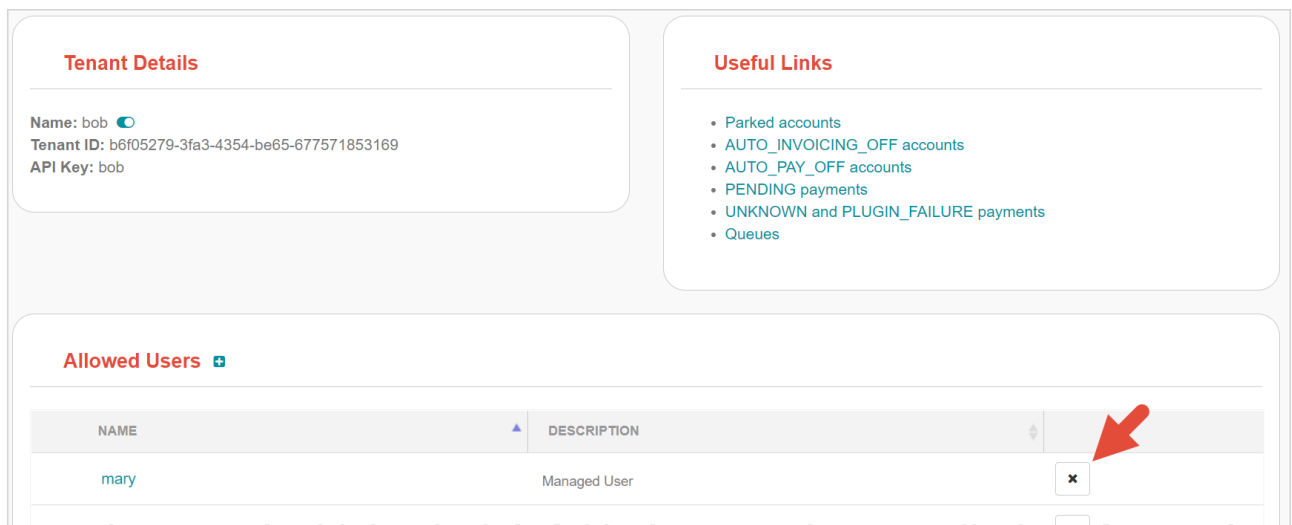 Tenant Details
Name: bob
Tenant ID: b6f05279-3fa3-4354-be65-677571853169
API Key: bob
Useful Links
Parked accounts
AUTO_INVOICING_OFF accounts
AUTO_PAY_OFF accounts
PENDING payments
UNKNOWN and PLUGIN_FAILURE payments
Queues
Allowed Users
NAME DESCRIPTION
mary Managed User